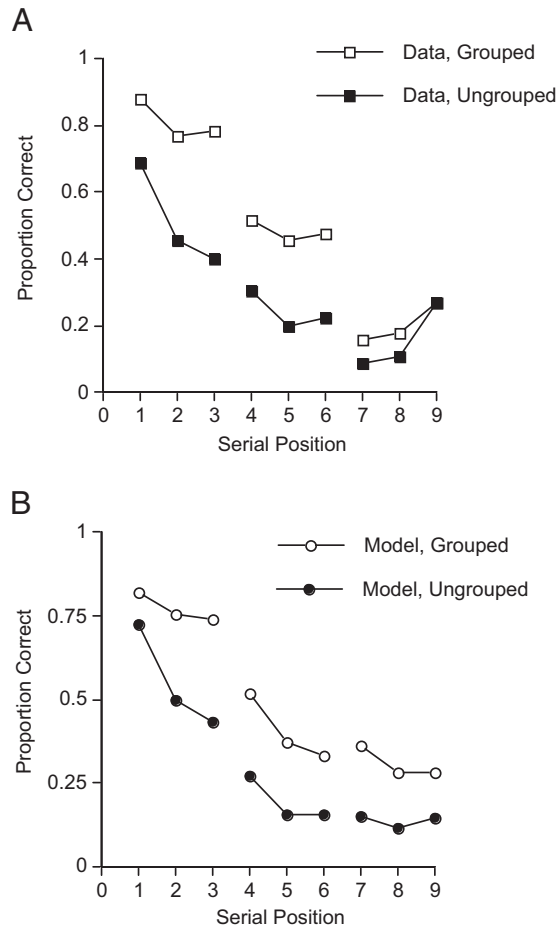 A
Data, Grouped
Data, Ungrouped
Proportion Correct
1
0.8
0.6
0.4
0.2
0
0 1 2 3 4 5 6 7 8 9
Serial Position
B
Model, Grouped
Model, Ungrouped
Proportion Correct
1
0.75
0.5
0.25
0
0 1 2 3 4 5 6 7 8 9
Serial Position